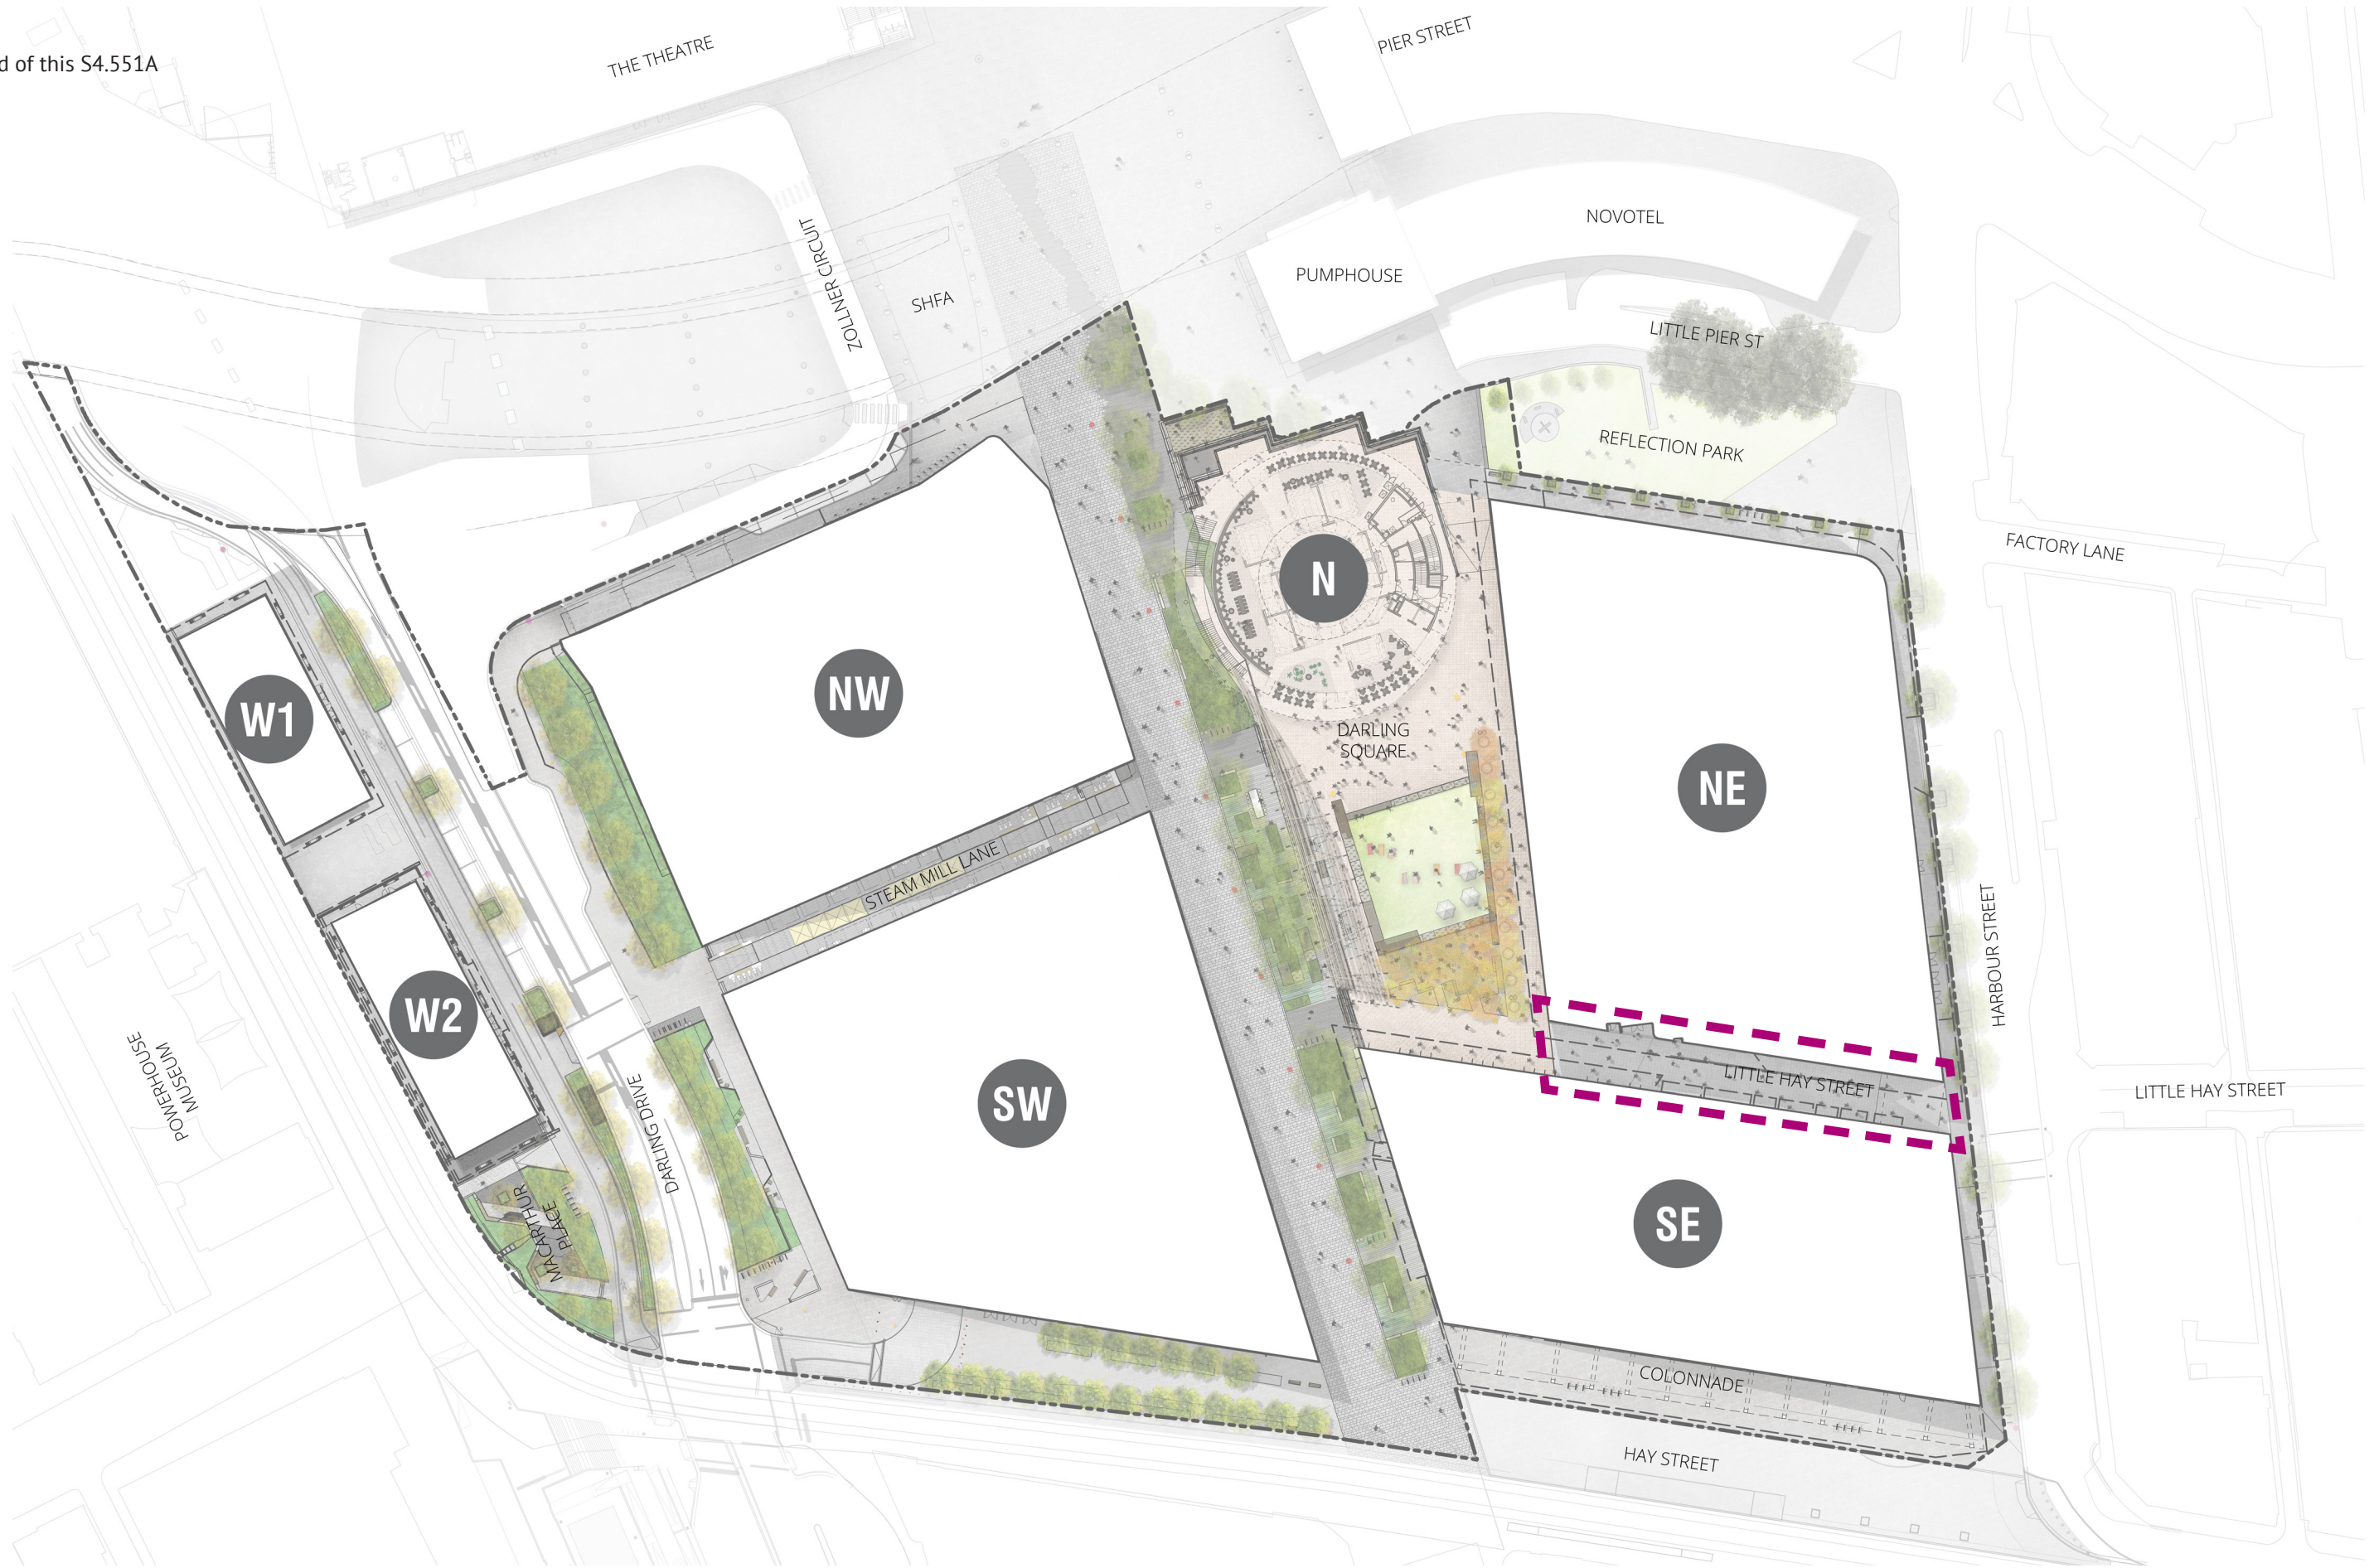 d of this S4.551A
THE THEATRE
PIER STREET
ZOLLNER CIRCUIT
SHFA
PUMPHOUSE
NOVOTEL
LITTLE PIER ST
REFLECTION PARK
FACTORY LANE
N
NW
W1
DARLING
SQUARE
NE
STEAM MILL LANE
HARBOUR STREET
W2
POWERHOUSE
MUSEUM
DARLING DRIVE
SW
LITTLE HAY STREET
LITTLE HAY STREET
MACARTHUR
PLACE
SE
COLONNADE
HAY STREET